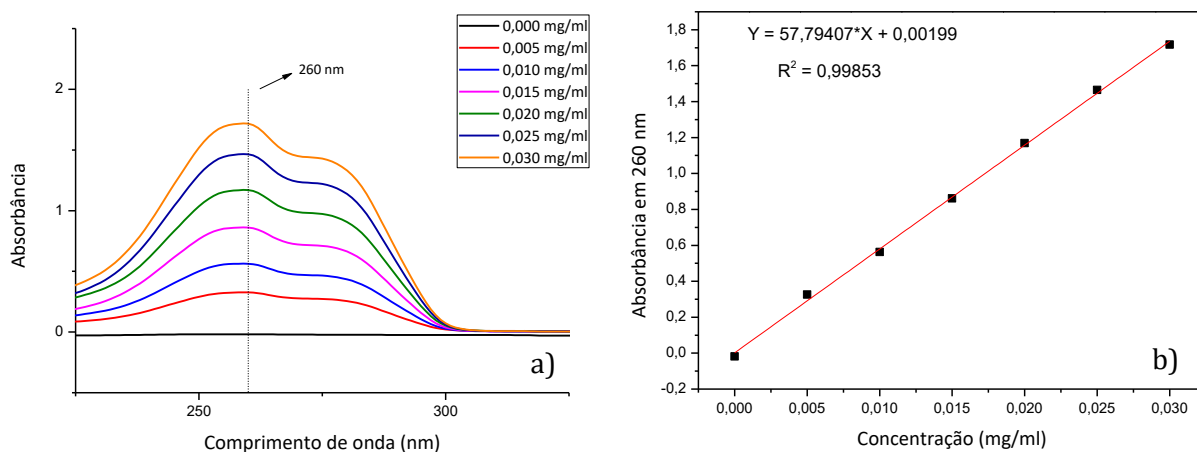 0,000 mg/ml
0,005 mg/ml
0,010 mg/ml
0,015 mg/ml
0,020 mg/ml
0,025 mg/ml
0,030 mg/ml
260 nm
2
1
0
Absorbância
a)
250
300
Comprimento de onda (nm)
Y = 57,79407*X + 0,00199
R² = 0,99853
1,8
1,6
1,4
1,2
1,0
0,8
0,6
0,4
0,2
0,0
-0,2
Absorbância em 260 nm
b)
0,000 0,005 0,010 0,015 0,020 0,025 0,030
Concentração (mg/ml)